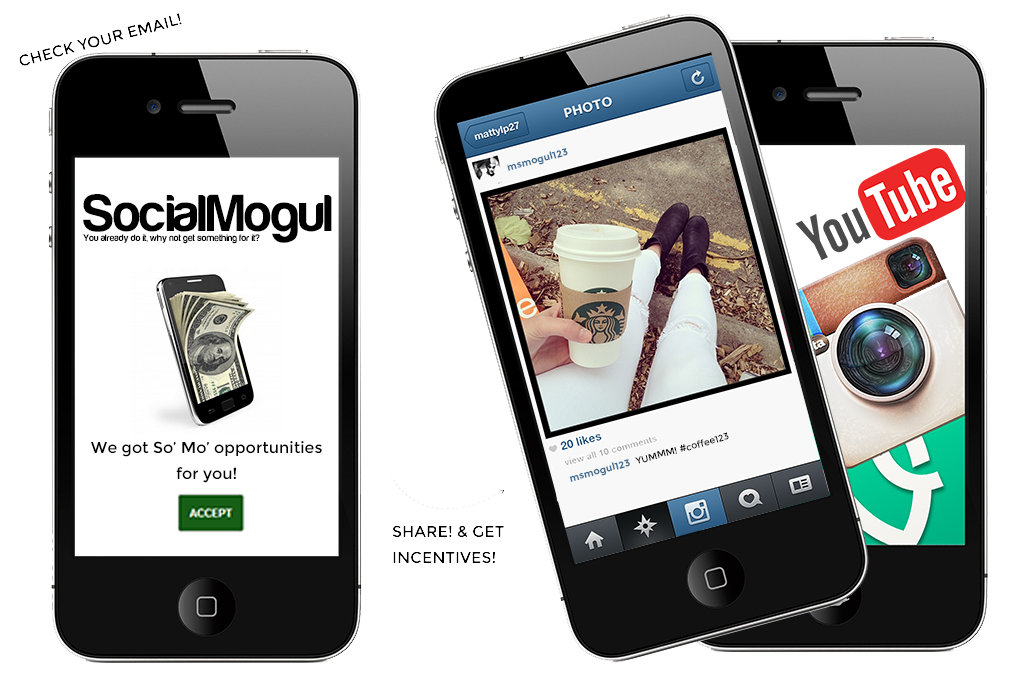 CHECK YOUR EMAIL!
SocialMogul
You already do it, why not get something for it?
We got So' Mo' opportunities
for you!
ACCEPT
SHARE! & GET
INCENTIVES!
mattylp27
PHOTO
msmogul123
20 likes
view all 10 comments
msmogul123 YUMMM! #coffee123
YouTube